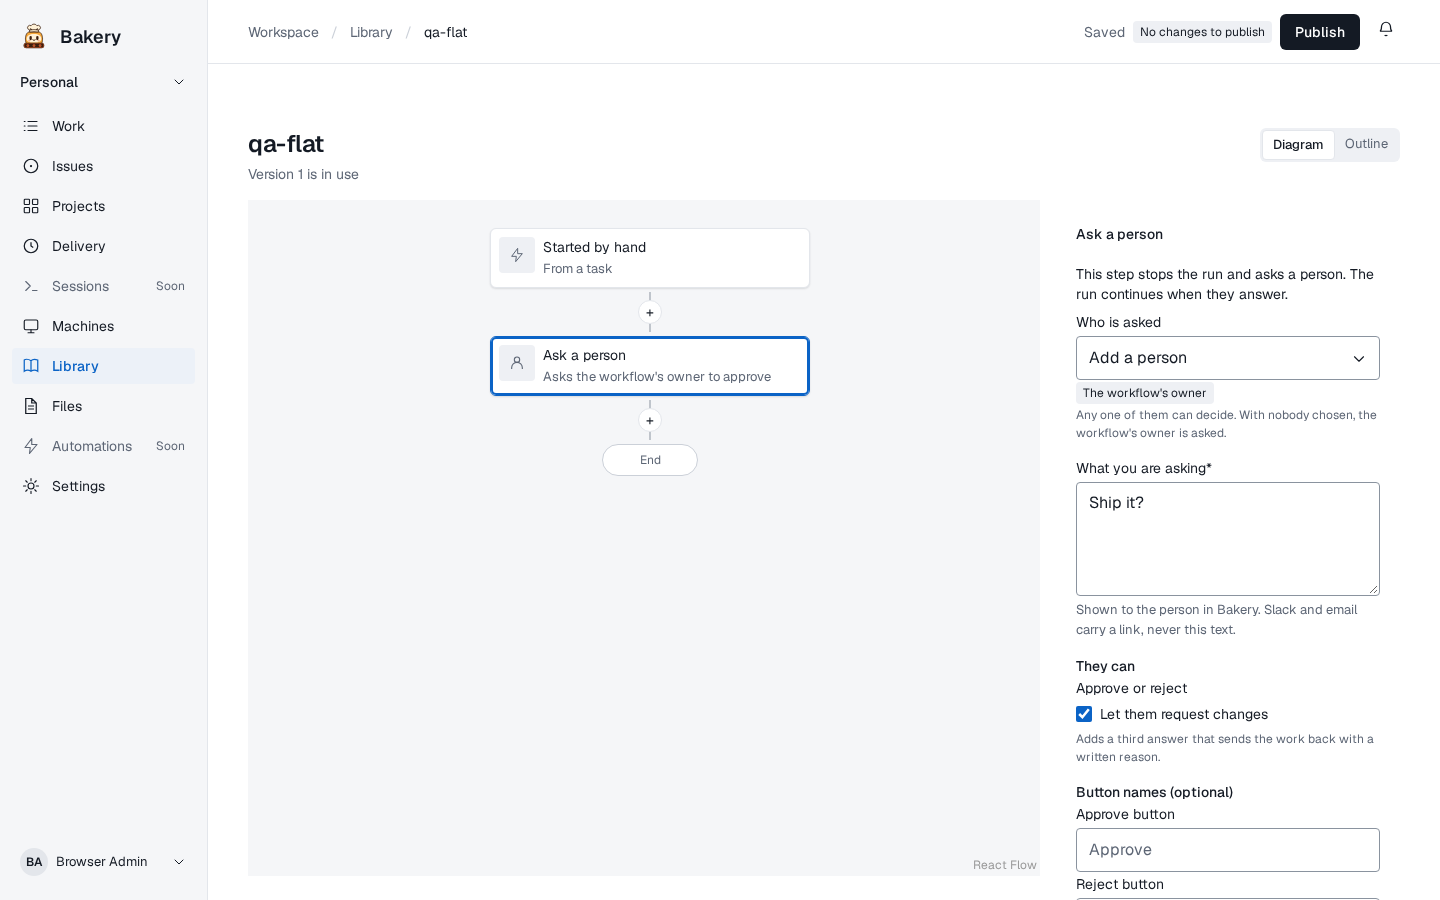 Bakery
Personal
Work
Issues
Projects
Delivery
Sessions Soon
Machines
Library
Files
Automations Soon
Settings
BA Browser Admin
Workspace / Library / qa-flat
Saved No changes to publish Publish
qa-flat
Version 1 is in use
Diagram Outline
Started by hand
From a task
+
Ask a person
Asks the workflow's owner to approve
+
End
React Flow
Ask a person
This step stops the run and asks a person. The
run continues when they answer.
Who is asked
Add a person
The workflow's owner
Any one of them can decide. With nobody chosen, the
workflow's owner is asked.
What you are asking*
Ship it?
Shown to the person in Bakery. Slack and email
carry a link, never this text.
They can
Approve or reject
Let them request changes
Adds a third answer that sends the work back with a
written reason.
Button names (optional)
Approve button
Approve
Reject button